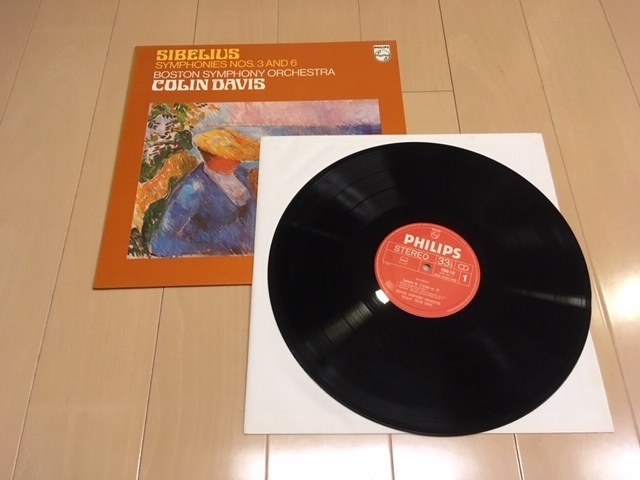 SIBELIUS
SYMPHONIES NOS. 3 AND 6
BOSTON SYMPHONY ORCHESTRA
COLIN DAVIS
PHILIPS
PHILIPS
STEREO 33⅓
1